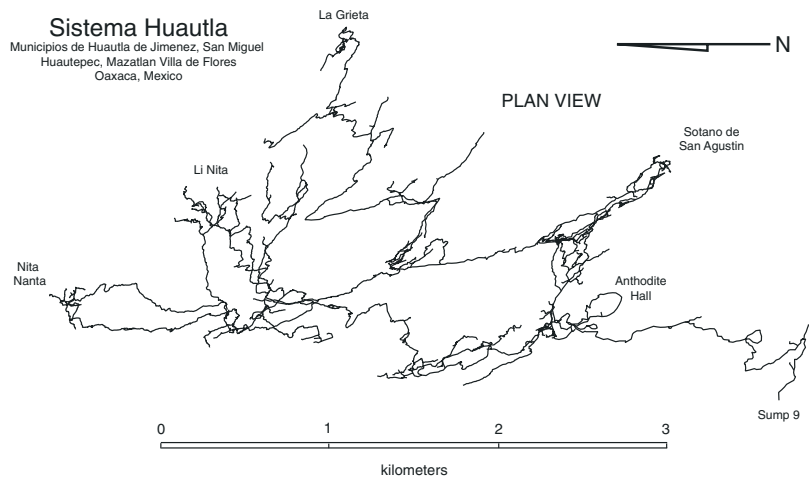 Sistema Huautla
Municipios de Huautla de Jimenez, San Miguel
Huautepec, Mazatlan Villa de Flores
Oaxaca, Mexico
La Grieta
N
PLAN VIEW
Sotano de
San Agustin
Li Nita
Nita
Nanta
Anthodite
Hall
Sump 9
0 1 2 3
kilometers